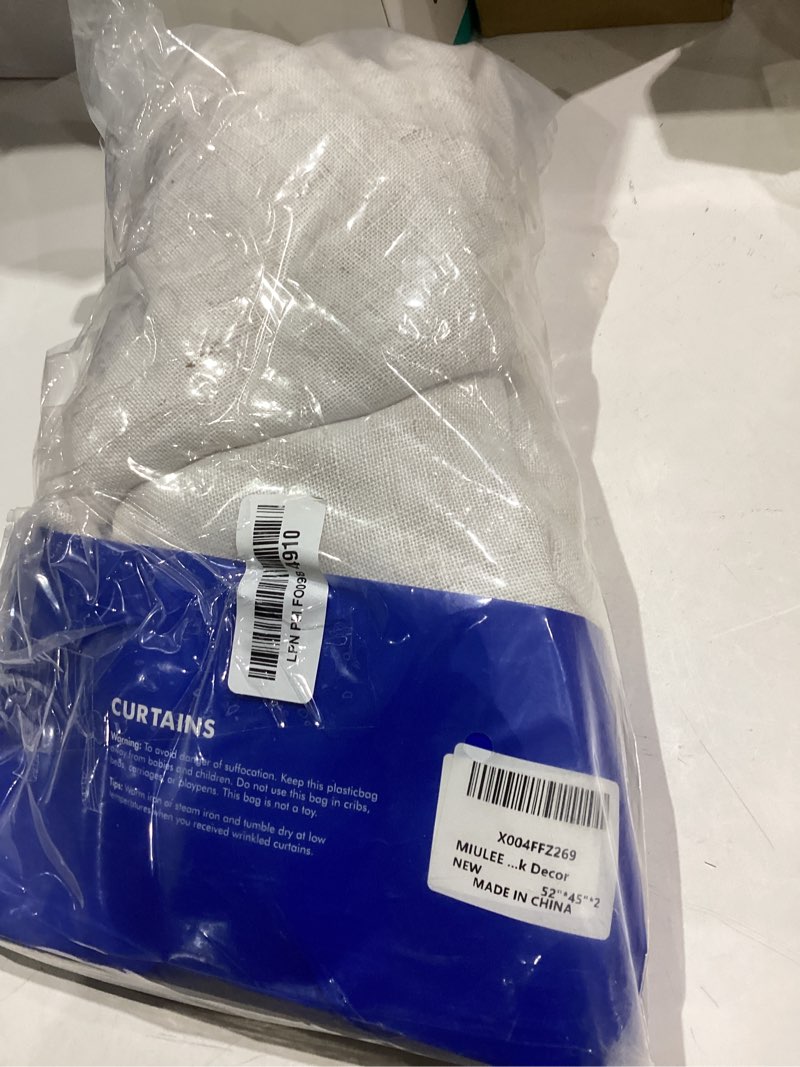 LPN
4910
CURTAINS
Warning: To avoid danger of suffocation. Keep this plasticbag
away from babies and children. Do not use this bag in cribs,
beds, carriages, or playpens. This bag is not a toy.
Tips: Warm iron or steam iron and tumble dry at low
temperatures when you received wrinkled curtains.
X004FFZ269
MIULEE ...k Decor
NEW
52"*45"*2
MADE IN CHINA